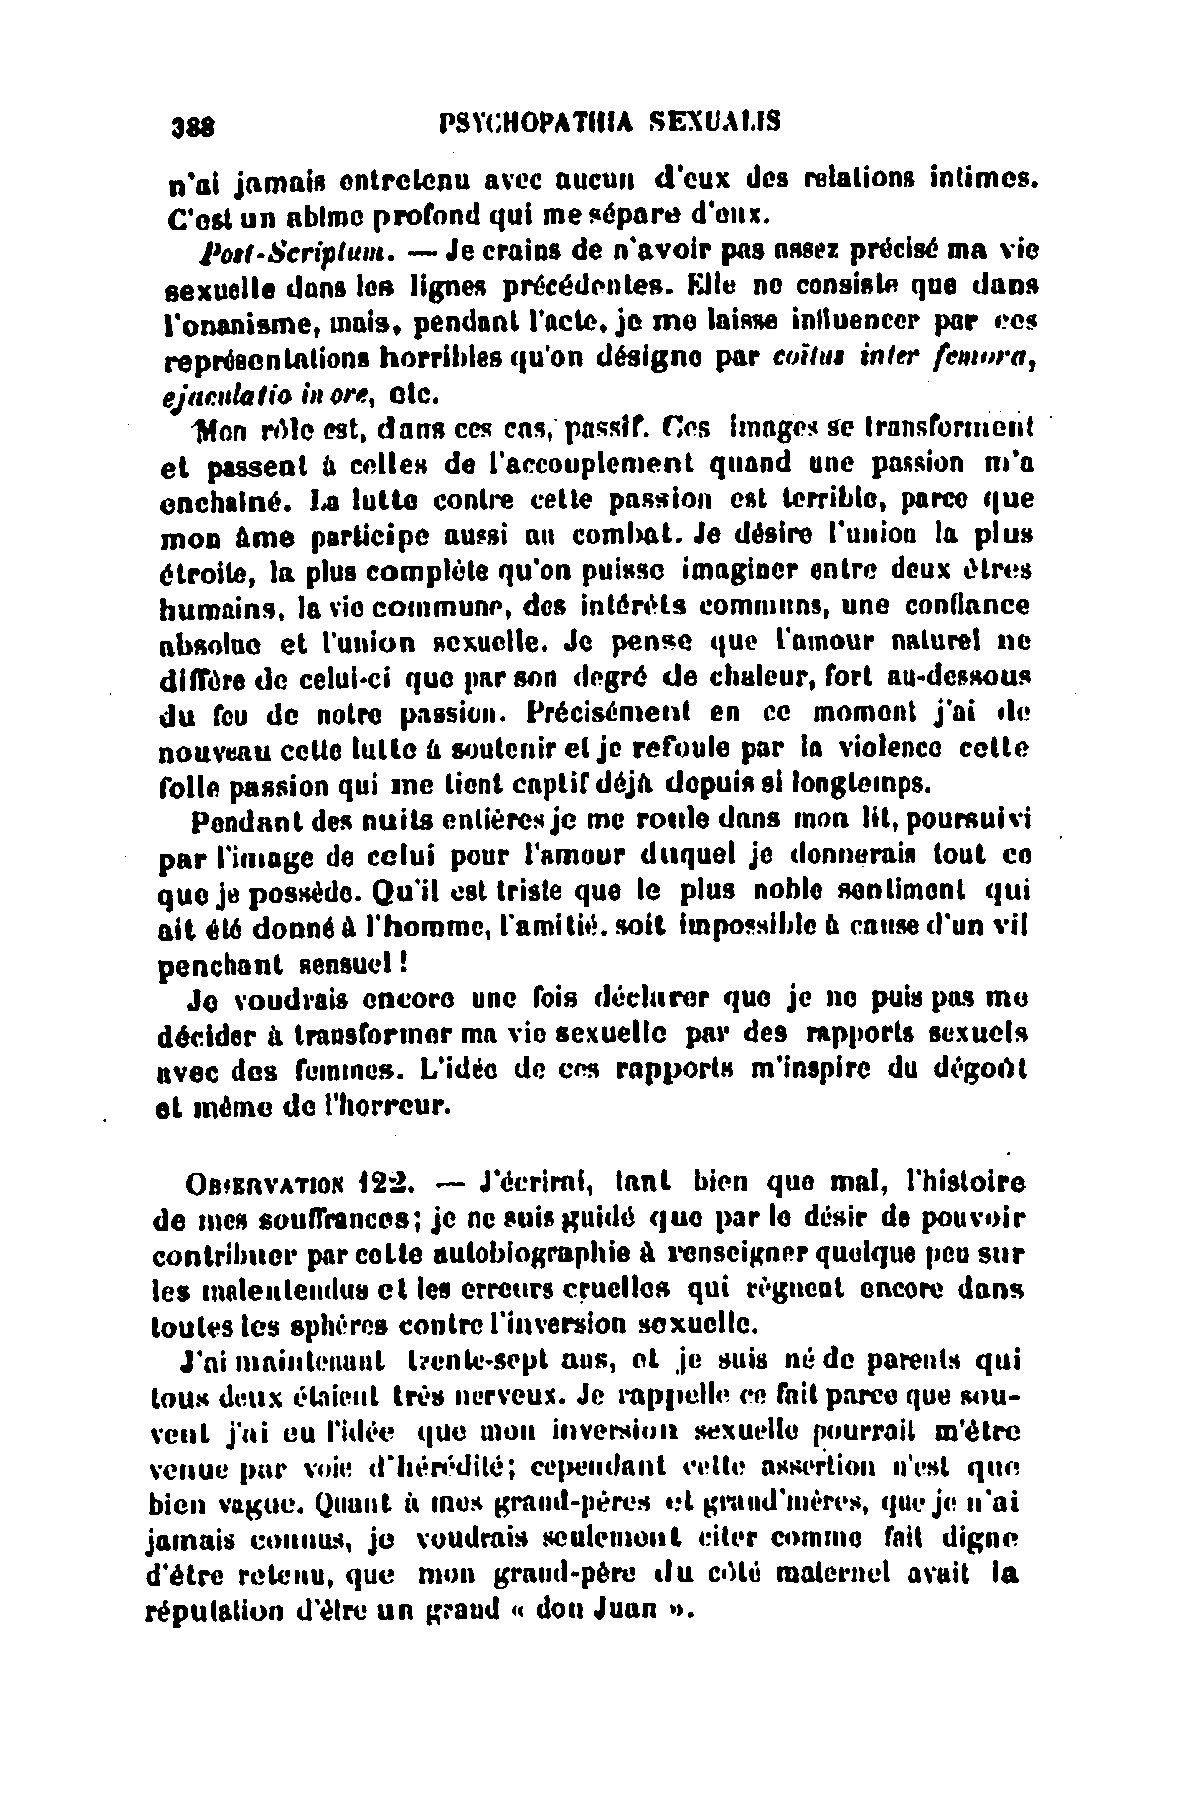 388 PSYCHOPATHIA SEXUALIS
n'ai jamais entretenu avec aucun d'eux des relations intimes.
C'est un abîme profond qui me sépare d'eux.
Post-Scriptum. — Je crains de n'avoir pas assez précisé ma vie
sexuelle dans les lignes précédentes. Elle ne consiste que dans
l'onanisme, mais, pendant l'acte, je me laisse influencer par ces
représentations horribles qu'on désigne par coïtus inter femora,
ejaculatio in ore, etc.
Mon rôle est, dans ces cas, passif. Ces images se transforment
et passent à celles de l'accouplement quand une passion m'a
enchaîné. La lutte contre cette passion est terrible, parce que
mon âme participe aussi au combat. Je désire l'union la plus
étroite, la plus complète qu'on puisse imaginer entre deux êtres
humains, la vie commune, des intérêts communs, une confiance
absolue et l'union sexuelle. Je pense que l'amour naturel ne
diffère de celui-ci que par son degré de chaleur, fort au-dessous
du feu de notre passion. Précisément en ce moment j'ai de
nouveau cette lutte à soutenir et je refoule par la violence cette
folle passion qui me tient captif déjà depuis si longtemps.
Pendant des nuits entières je me roule dans mon lit, poursuivi
par l'image de celui pour l'amour duquel je donnerais tout ce
que je possède. Qu'il est triste que le plus noble sentiment qui
ait été donné à l'homme, l'amitié, soit impossible à cause d'un vil
penchant sensuel !
Je voudrais encore une fois déclarer que je ne puis pas me
décider à transformer ma vie sexuelle par des rapports sexuels
avec des femmes. L'idée de ces rapports m'inspire du dégoût
et même de l'horreur.
OBSERVATION 122. — J'écrirai, tant bien que mal, l'histoire
de mes souffrances; je ne suis guidé que par le désir de pouvoir
contribuer par cette autobiographie à renseigner quelque peu sur
les malentendus et les erreurs cruelles qui règnent encore dans
toutes les sphères contre l'inversion sexuelle.
J'ai maintenant trente-sept ans, et je suis né de parents qui
tous deux étaient très nerveux. Je rappelle ce fait parce que sou-
vent j'ai eu l'idée que mon inversion sexuelle pourrait m'être
venue par voie d'hérédité; cependant cette assertion n'est que
bien vague. Quant à mes grand-pères et grand'mères, que je n'ai
jamais connus, je voudrais seulement citer comme fait digne
d'être retenu, que mon grand-père du côté maternel avait la
réputation d'être un grand « don Juan ».